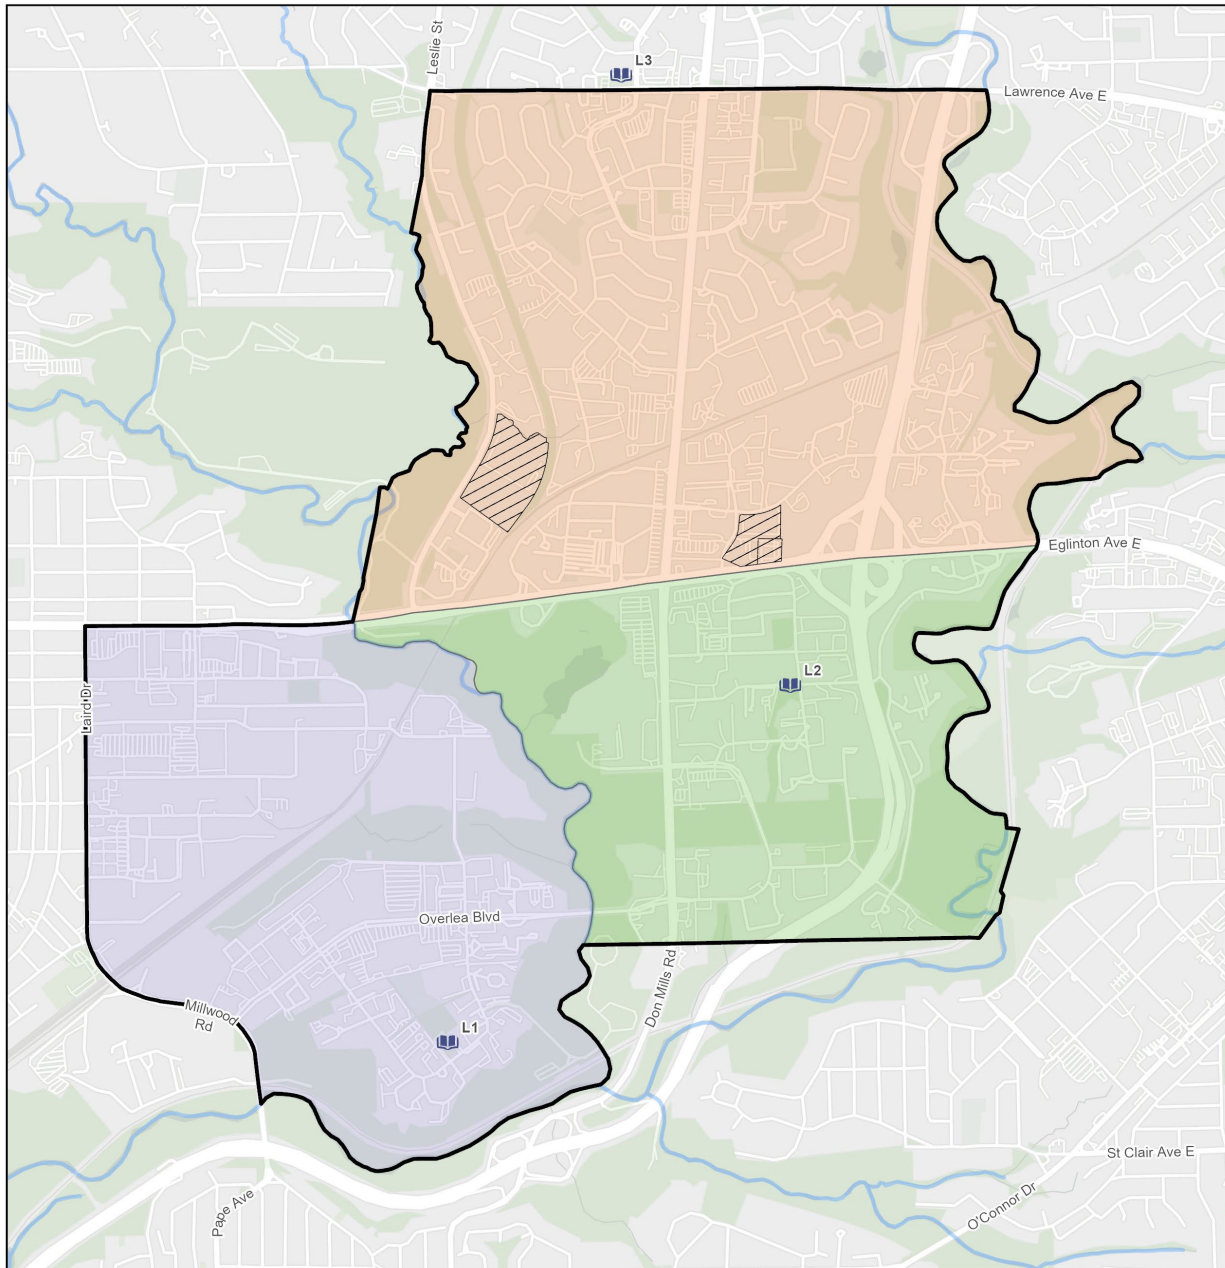 Leslie St
L3
Lawrence Ave E
Eglinton Ave E
Laird Dr
L2
Overlea Blvd
Millwood
Rd
Don Mills Rd
L1
St Clair Ave E
O'Connor Dr
Pape Ave